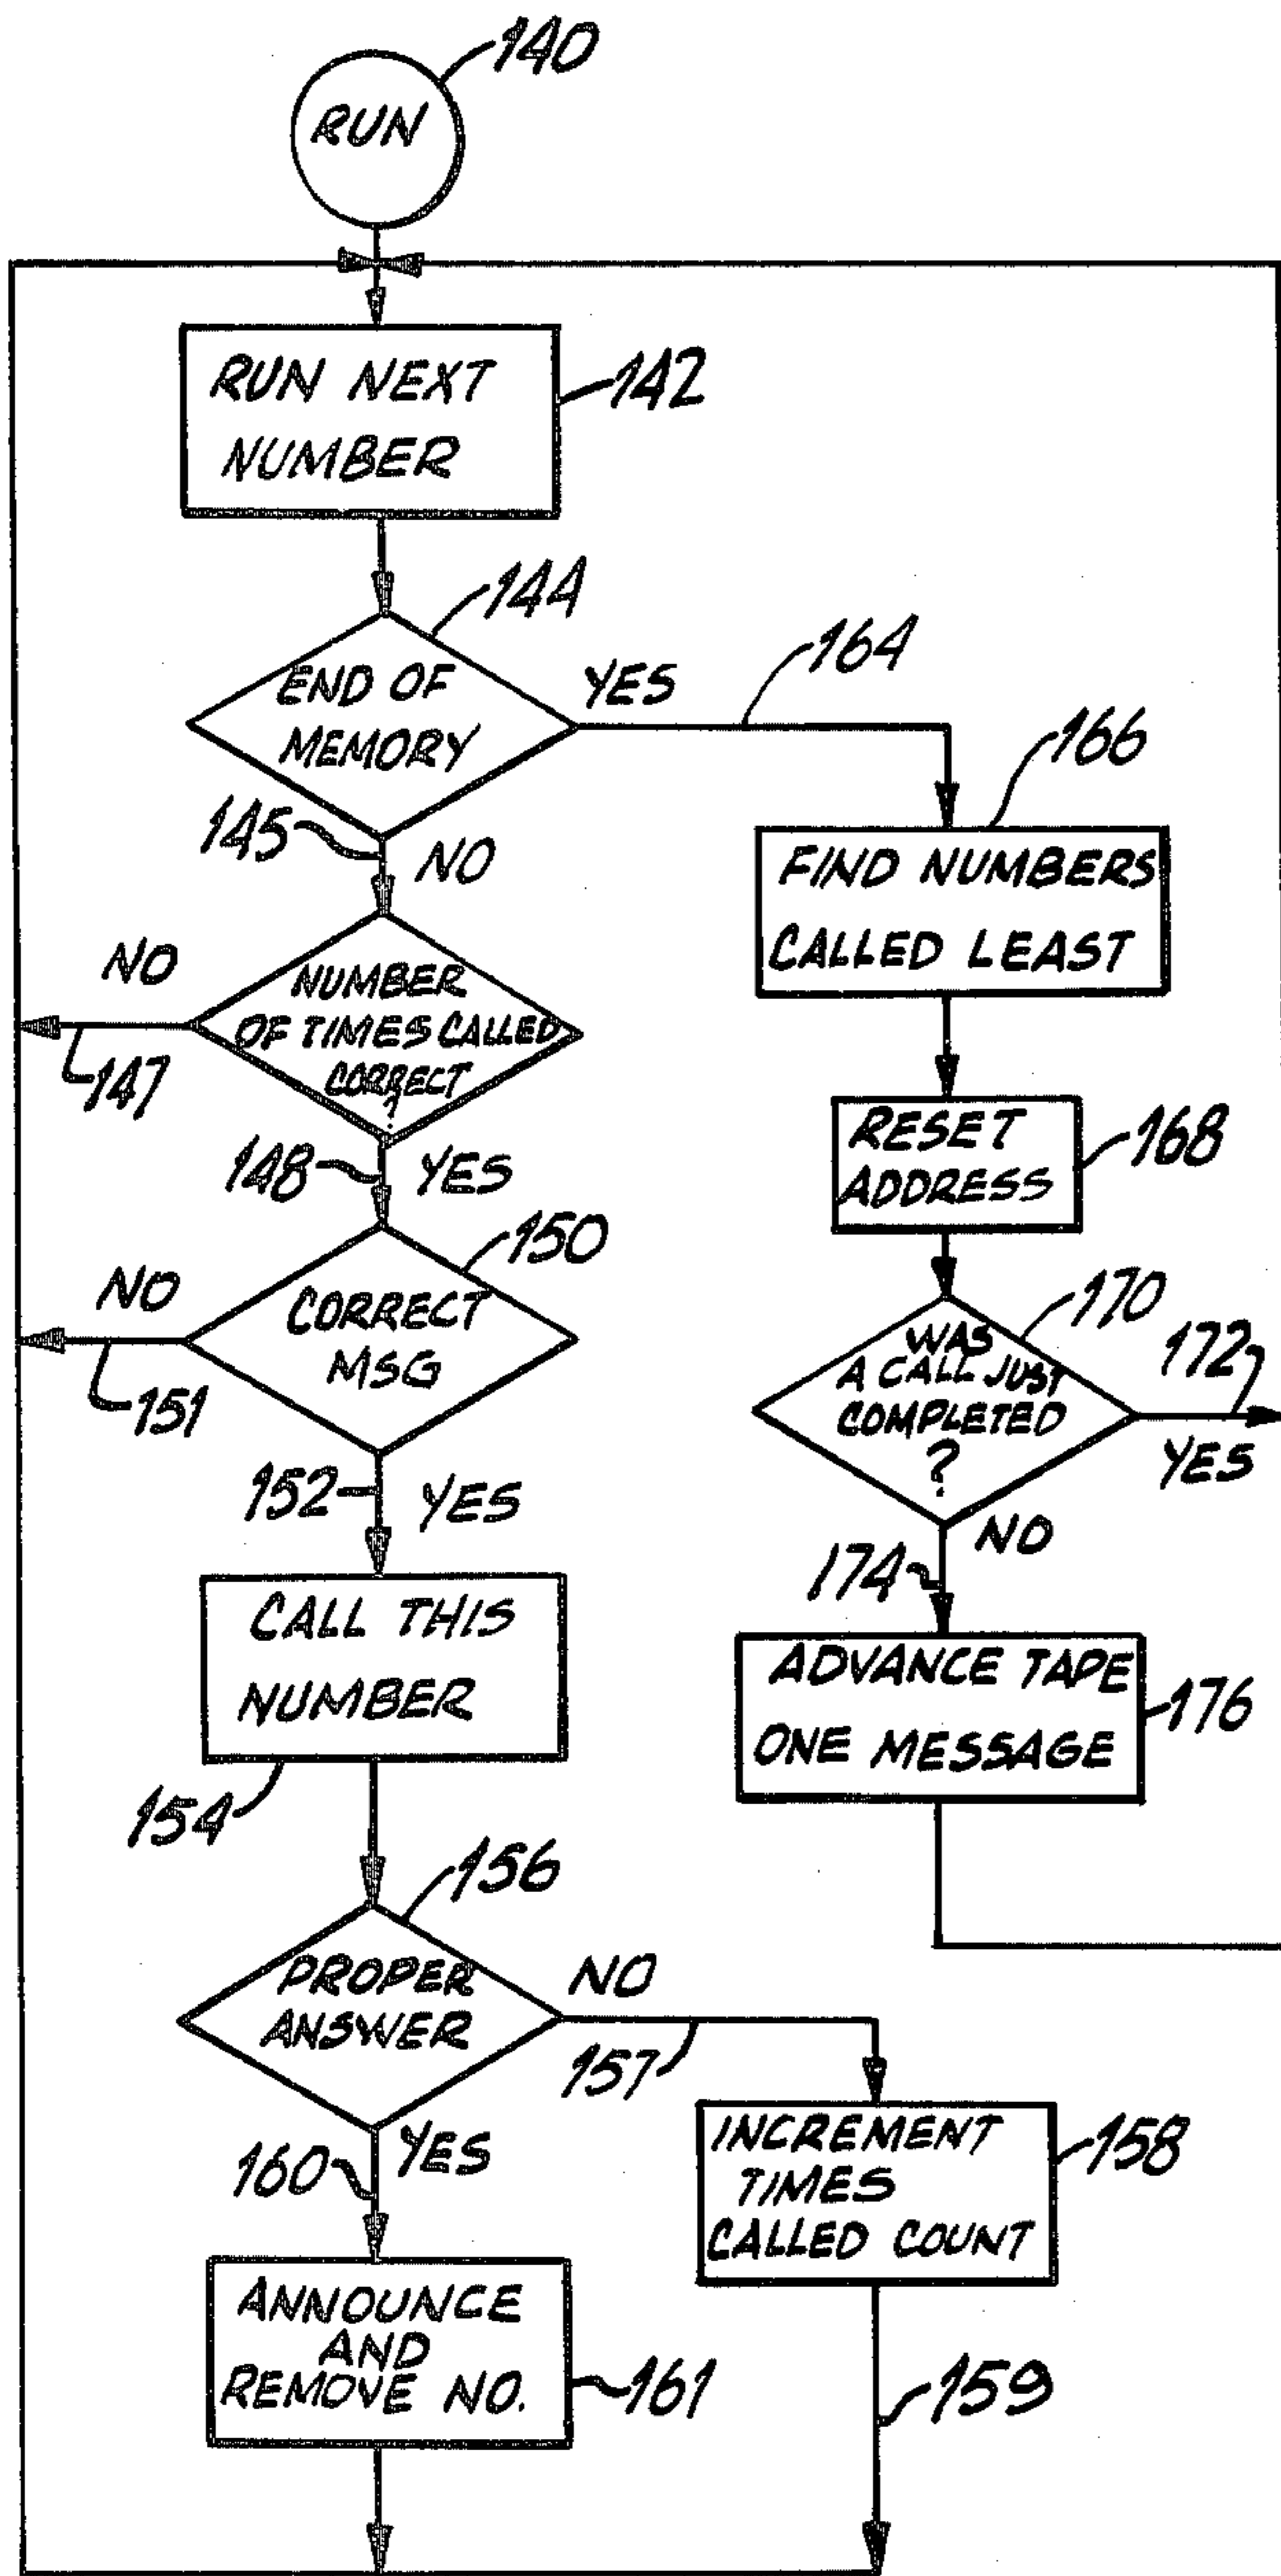 140
RUN
RUN NEXT
NUMBER
142
144
END OF
MEMORY
YES
164
166
145
NO
FIND NUMBERS
CALLED LEAST
NO
NUMBER
OF TIMES CALLED
CORRECT
?
147
148
YES
RESET
ADDRESS
168
150
NO
CORRECT
MSG
151
170
WAS
A CALL JUST
COMPLETED
?
172
YES
152
YES
NO
174
CALL THIS
NUMBER
154
ADVANCE TAPE
ONE MESSAGE
176
156
PROPER
ANSWER
NO
157
160
YES
INCREMENT
TIMES
CALLED COUNT
158
ANNOUNCE
AND
REMOVE NO.
161
159